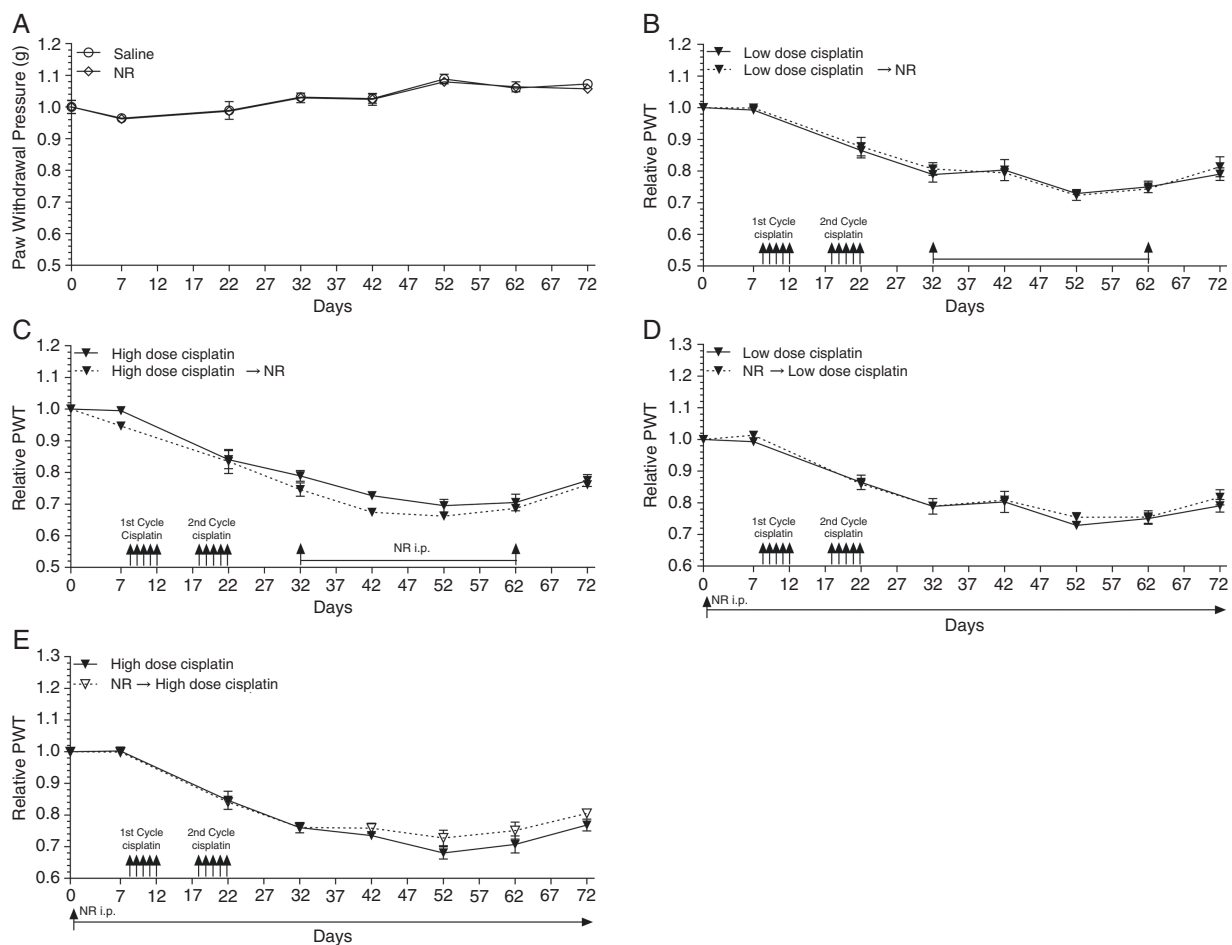 A
1.2
1.1
1.0
0.9
0.8
0.7
0.6
0.5
Paw Withdrawal Pressure (g)
Saline
NR
0 7 12 17 22 27 32 37 42 47 52 57 62 67 72
Days
B
1.2
1.1
1.0
0.9
0.8
0.7
0.6
0.5
Relative PWT
Low dose cisplatin
Low dose cisplatin → NR
1st Cycle
cisplatin
2nd Cycle
cisplatin
0 7 12 17 22 27 32 37 42 47 52 57 62 67 72
Days
C
1.2
1.1
1.0
0.9
0.8
0.7
0.6
0.5
Relative PWT
High dose cisplatin
High dose cisplatin → NR
1st Cycle
Cisplatin
2nd Cycle
cisplatin
NR i.p.
0 7 12 17 22 27 32 37 42 47 52 57 62 67 72
Days
D
1.3
1.2
1.1
1.0
0.9
0.8
0.7
0.6
Relative PWT
Low dose cisplatin
NR → Low dose cisplatin
1st Cycle
cisplatin
2nd Cycle
cisplatin
0 7 12 17 22 27 32 37 42 47 52 57 62 67 72
NR i.p.
Days
E
1.3
1.2
1.1
1.0
0.9
0.8
0.7
0.6
Relative PWT
High dose cisplatin
NR → High dose cisplatin
1st Cycle
cisplatin
2nd Cycle
cisplatin
0 7 12 17 22 27 32 37 42 47 52 57 62 67 72
NR i.p.
Days